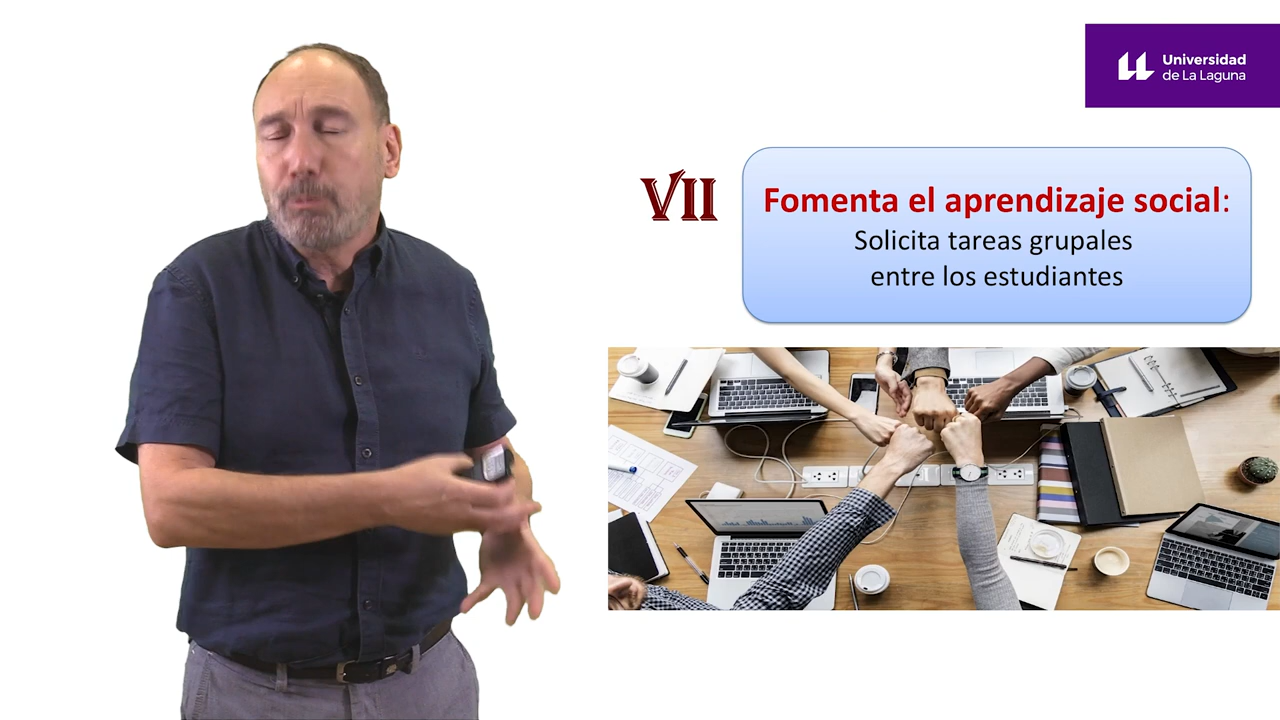 Universidad
de La Laguna
VII
Fomenta el aprendizaje social:
Solicita tareas grupales
entre los estudiantes